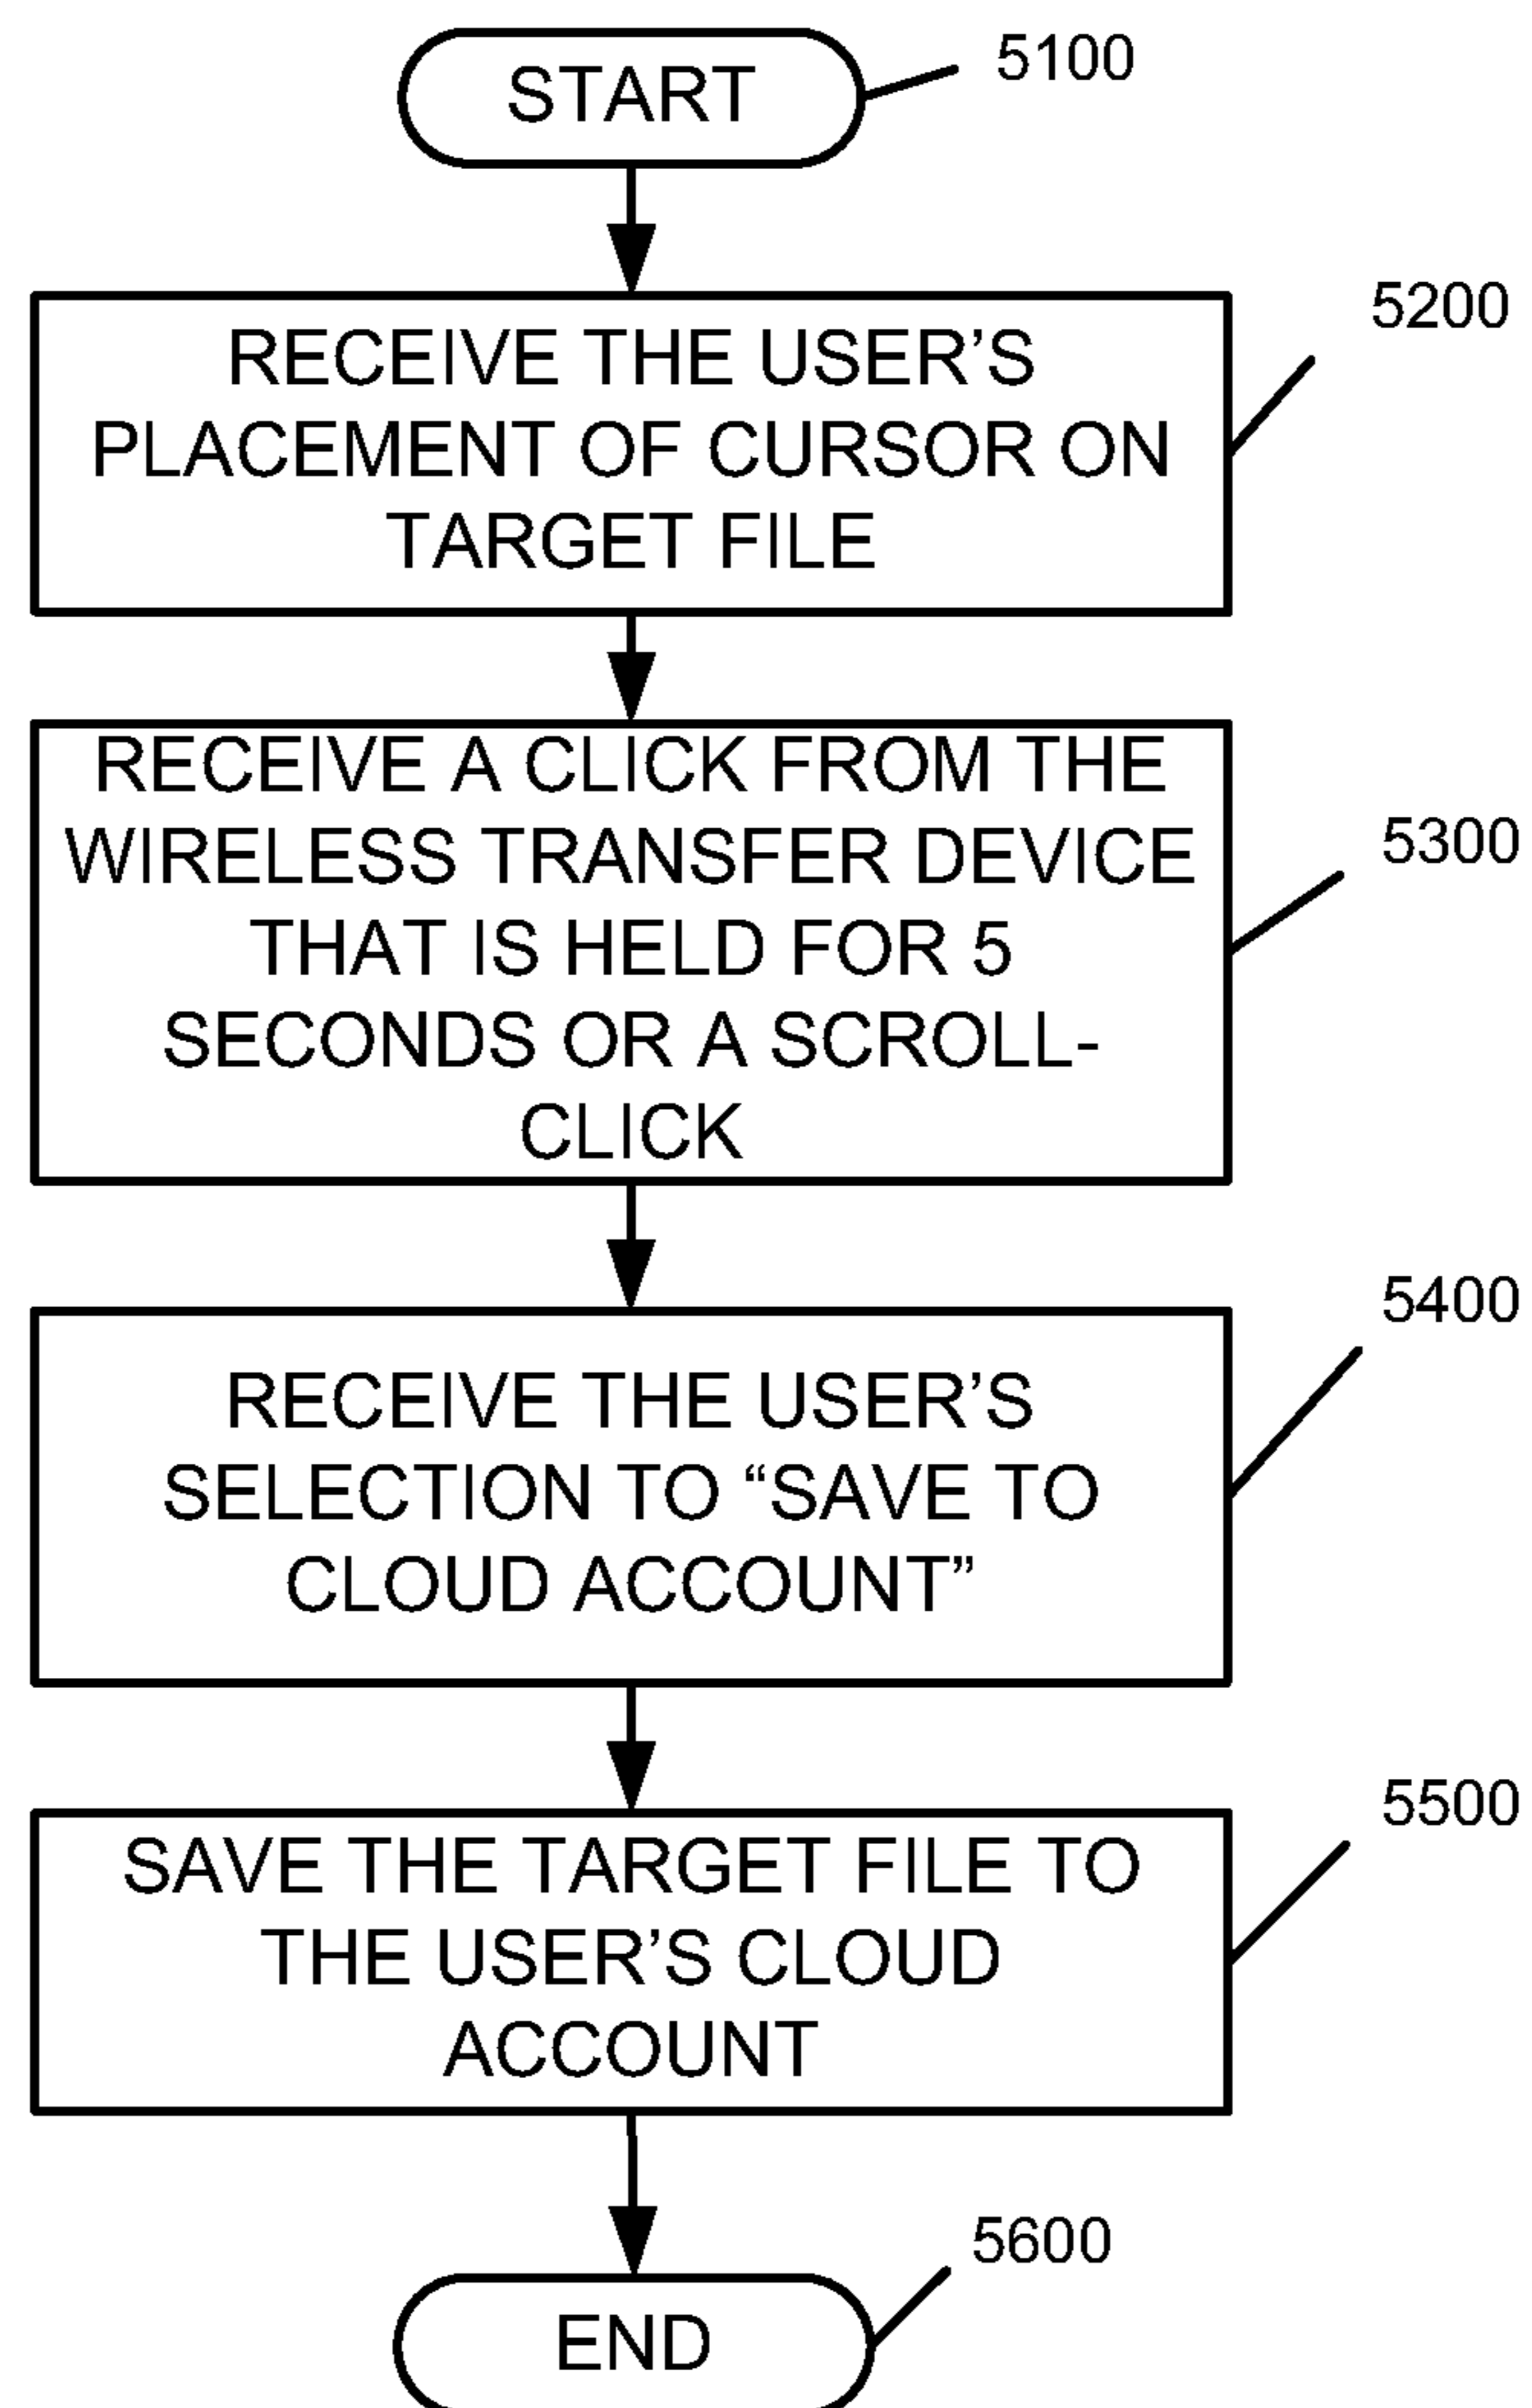 START
5100
RECEIVE THE USER’S
PLACEMENT OF CURSOR ON
TARGET FILE
5200
RECEIVE A CLICK FROM THE
WIRELESS TRANSFER DEVICE
THAT IS HELD FOR 5
SECONDS OR A SCROLL-
CLICK
5300
RECEIVE THE USER’S
SELECTION TO “SAVE TO
CLOUD ACCOUNT”
5400
SAVE THE TARGET FILE TO
THE USER’S CLOUD
ACCOUNT
5500
END
5600